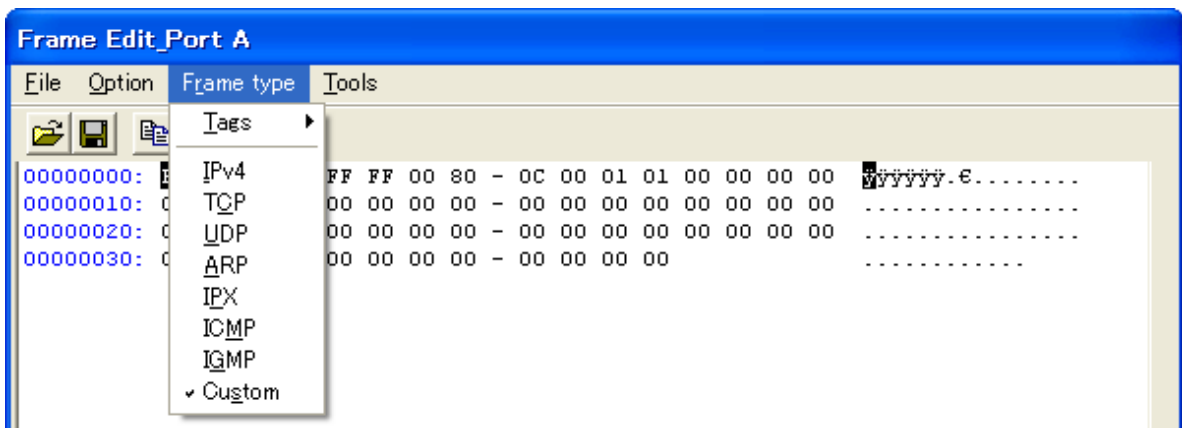 Frame Edit_Port A
File Option Frame type Tools
Tags
IPv4
TCP
UDP
ARP
IPX
ICMP
IGMP
Custom
00000000: FF FF 00 80 - 0C 00 01 01 00 00 00 00 ÿÿÿÿÿÿ.€........
00000010: 00 00 00 00 - 00 00 00 00 00 00 00 00 ................
00000020: 00 00 00 00 - 00 00 00 00 00 00 00 00 ................
00000030: 00 00 00 00 - 00 00 00 00 ............